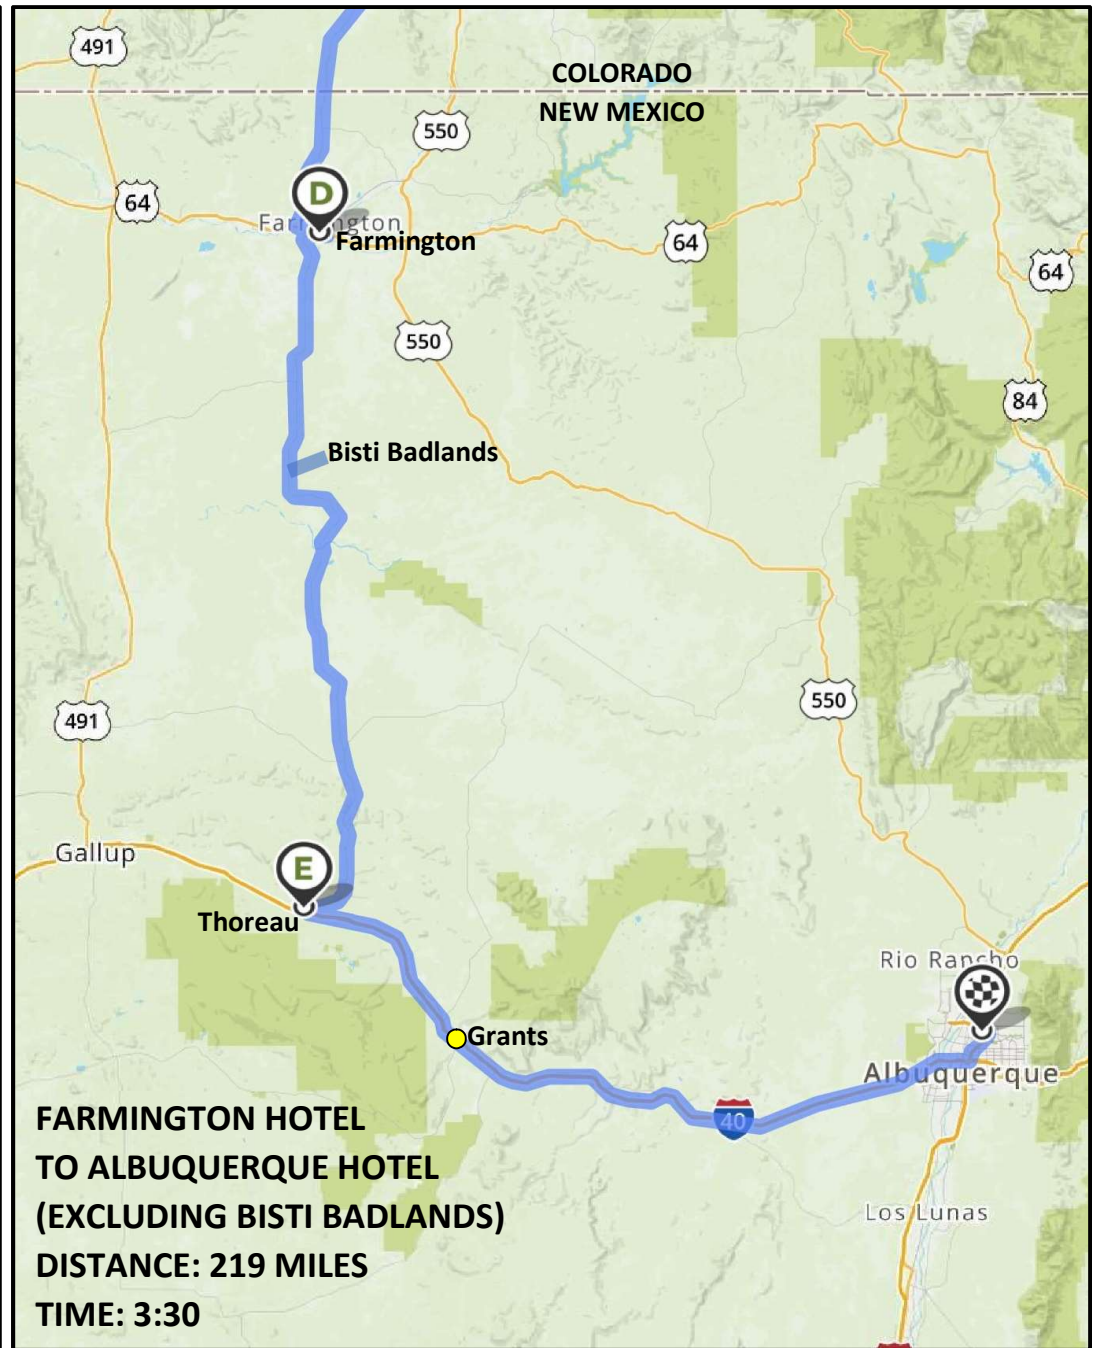 491
COLORADO
NEW MEXICO
550
64
D
Farmington
Farmington
64
64
550
84
Bisti Badlands
491
550
Gallup
E
Thoreau
Rio Rancho
Grants
Albuquerque
40
Los Lunas
FARMINGTON HOTEL
TO ALBUQUERQUE HOTEL
(EXCLUDING BISTI BADLANDS)
DISTANCE: 219 MILES
TIME: 3:30